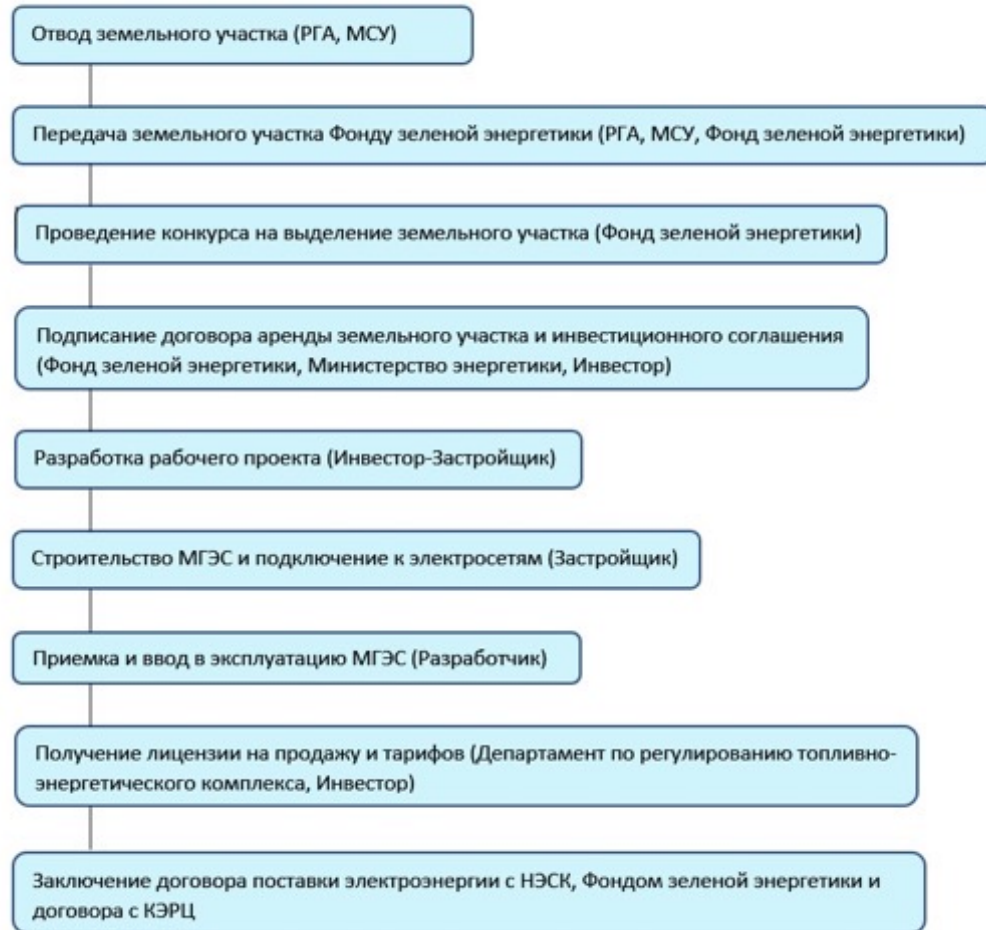 Отвод земельного участка (РГА, МСУ)
Передача земельного участка Фонду зеленой энергетики (РГА, МСУ, Фонд зеленой энергетики)
Проведение конкурса на выделение земельного участка (Фонд зеленой энергетики)
Подписание договора аренды земельного участка и инвестиционного соглашения
(Фонд зеленой энергетики, Министерство энергетики, Инвестор)
Разработка рабочего проекта (Инвестор-Застройщик)
Строительство МГЭС и подключение к электросетям (Застройщик)
Приемка и ввод в эксплуатацию МГЭС (Разработчик)
Получение лицензии на продажу и тарифов (Департамент по регулированию топливно-
энергетического комплекса, Инвестор)
Заключение договора поставки электроэнергии с НЭСК, Фондом зеленой энергетики и
договора с КЭРЦ